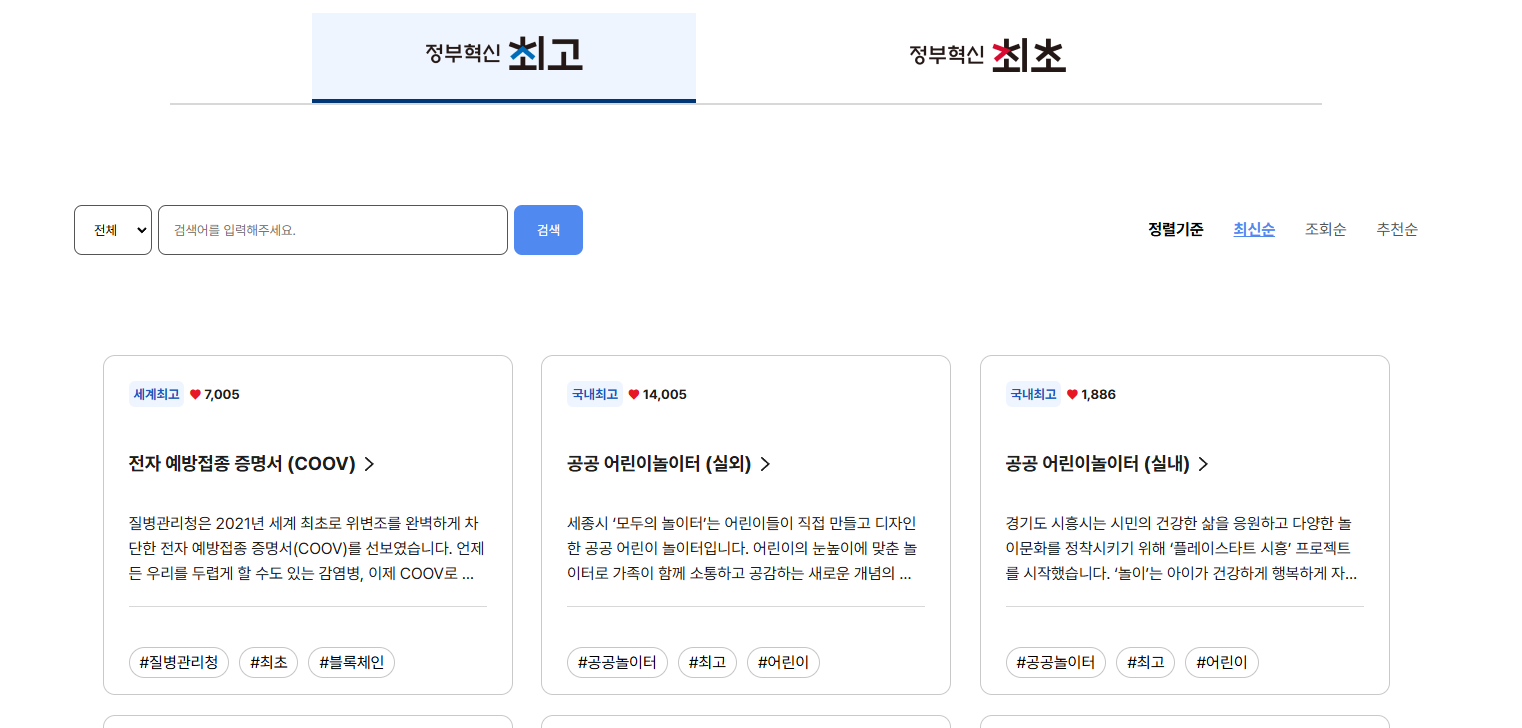 정부혁신 최고
정부혁신 최초
전체
검색어를 입력해주세요.
검색
정렬기준 최신순 조회순 추천순
세계최고 7,005
전자 예방접종 증명서 (COOV)
질병관리청은 2021년 세계 최초로 위변조를 완벽하게 차
단한 전자 예방접종 증명서(COOV)를 선보였습니다. 언제
든 우리를 두렵게 할 수도 있는 감염병, 이제 COOV로 ...
#질병관리청 #최초 #블록체인
국내최고 14,005
공공 어린이놀이터 (실외)
세종시 ‘모두의 놀이터’는 어린이들이 직접 만들고 디자인
한 공공 어린이 놀이터입니다. 어린이의 눈높이에 맞춘 놀
이터로 가족이 함께 소통하고 공감하는 새로운 개념의 ...
#공공놀이터 #최고 #어린이
국내최고 1,886
공공 어린이놀이터 (실내)
경기도 시흥시는 시민의 건강한 삶을 응원하고 다양한 놀
이문화를 정착시키기 위해 ‘플레이스타트 시흥’ 프로젝트
를 시작했습니다. ‘놀이’는 아이가 건강하게 행복하게 자...
#공공놀이터 #최고 #어린이